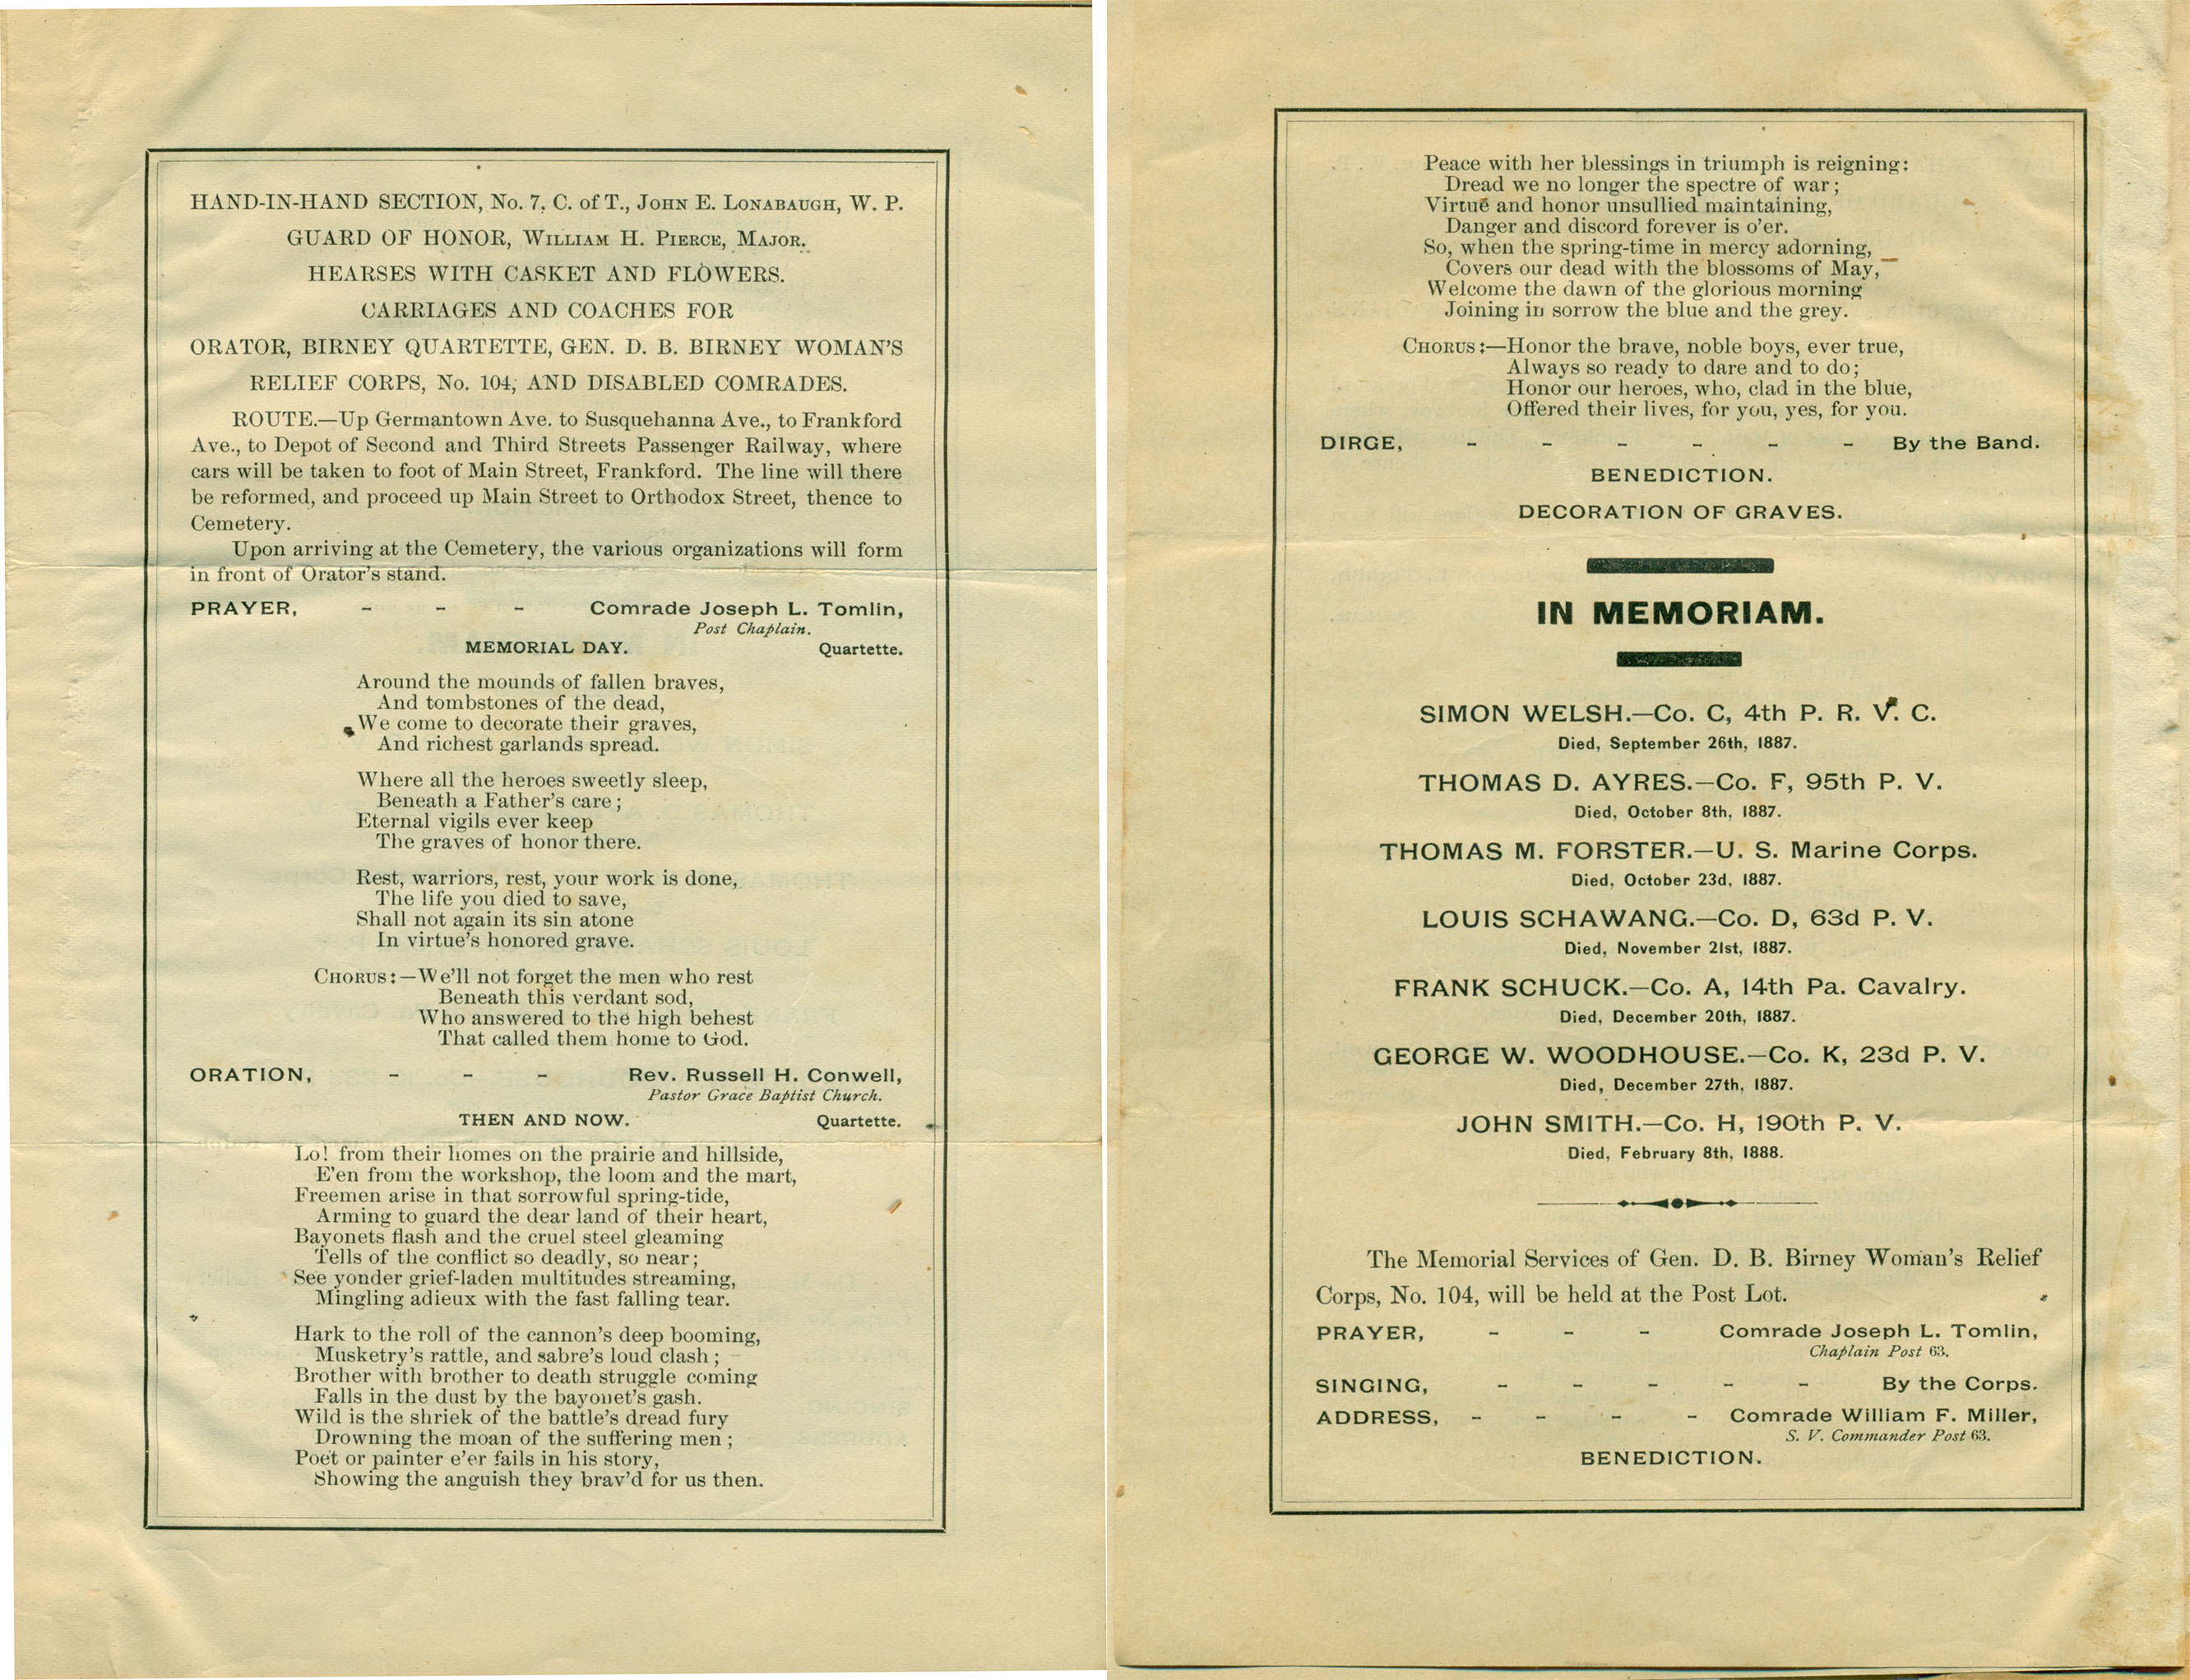 HAND-IN-HAND SECTION, No. 7, C. of T., John E. Lonabaugh, W. P.
GUARD OF HONOR, William H. Pierce, Major.
HEARSES WITH CASKET AND FLOWERS.
CARRIAGES AND COACHES FOR
ORATOR, BIRNEY QUARTETTE, GEN. D. B. BIRNEY WOMAN'S
RELIEF CORPS, No. 104, AND DISABLED COMRADES.
ROUTE.—Up Germantown Ave. to Susquehanna Ave., to Frankford
Ave., to Depot of Second and Third Streets Passenger Railway, where
cars will be taken to foot of Main Street, Frankford. The line will there
be reformed, and proceed up Main Street to Orthodox Street, thence to
Cemetery.
Upon arriving at the Cemetery, the various organizations will form
in front of Orator's stand.
PRAYER, - - - Comrade Joseph L. Tomlin,
Post Chaplain.
MEMORIAL DAY. Quartette.
Around the mounds of fallen braves,
And tombstones of the dead,
We come to decorate their graves,
And richest garlands spread.
Where all the heroes sweetly sleep,
Beneath a Father's care;
Eternal vigils ever keep
The graves of honor there.
Rest, warriors, rest, your work is done,
The life you died to save,
Shall not again its sin atone
In virtue's honored grave.
Chorus:—We'll not forget the men who rest
Beneath this verdant sod,
Who answered to the high behest
That called them home to God.
ORATION, - - - Rev. Russell H. Conwell,
Pastor Grace Baptist Church.
THEN AND NOW. Quartette.
Lo! from their homes on the prairie and hillside,
E'en from the workshop, the loom and the mart,
Freemen arise in that sorrowful spring-tide,
Arming to guard the dear land of their heart,
Bayonets flash and the cruel steel gleaming
Tells of the conflict so deadly, so near;
See yonder grief-laden multitudes streaming,
Mingling adieux with the fast falling tear.
Hark to the roll of the cannon's deep booming,
Musketry's rattle, and sabre's loud clash;
Brother with brother to death struggle coming
Falls in the dust by the bayonet's gash.
Wild is the shriek of the battle's dread fury
Drowning the moan of the suffering men;
Poet or painter e'er fails in his story,
Showing the anguish they brav'd for us then.
Peace with her blessings in triumph is reigning:
Dread we no longer the spectre of war;
Virtue and honor unsullied maintaining,
Danger and discord forever is o'er.
So, when the spring-time in mercy adorning,
Covers our dead with the blossoms of May,
Welcome the dawn of the glorious morning
Joining in sorrow the blue and the grey.
Chorus:—Honor the brave, noble boys, ever true,
Always so ready to dare and to do;
Honor our heroes, who, clad in the blue,
Offered their lives, for you, yes, for you.
DIRGE, - - - - - - By the Band.
BENEDICTION.
DECORATION OF GRAVES.
IN MEMORIAM.
SIMON WELSH.—Co. C, 4th P. R. V. C.
Died, September 26th, 1887.
THOMAS D. AYRES.—Co. F, 95th P. V.
Died, October 8th, 1887.
THOMAS M. FORSTER.—U. S. Marine Corps.
Died, October 23d, 1887.
LOUIS SCHAWANG.—Co. D, 63d P. V.
Died, November 21st, 1887.
FRANK SCHUCK.—Co. A, 14th Pa. Cavalry.
Died, December 20th, 1887.
GEORGE W. WOODHOUSE.—Co. K, 23d P. V.
Died, December 27th, 1887.
JOHN SMITH.—Co. H, 190th P. V.
Died, February 8th, 1888.
The Memorial Services of Gen. D. B. Birney Woman's Relief
Corps, No. 104, will be held at the Post Lot.
PRAYER, - - - Comrade Joseph L. Tomlin,
Chaplain Post 63.
SINGING, - - - - - By the Corps.
ADDRESS, - - - - Comrade William F. Miller,
S. V. Commander Post 63.
BENEDICTION.